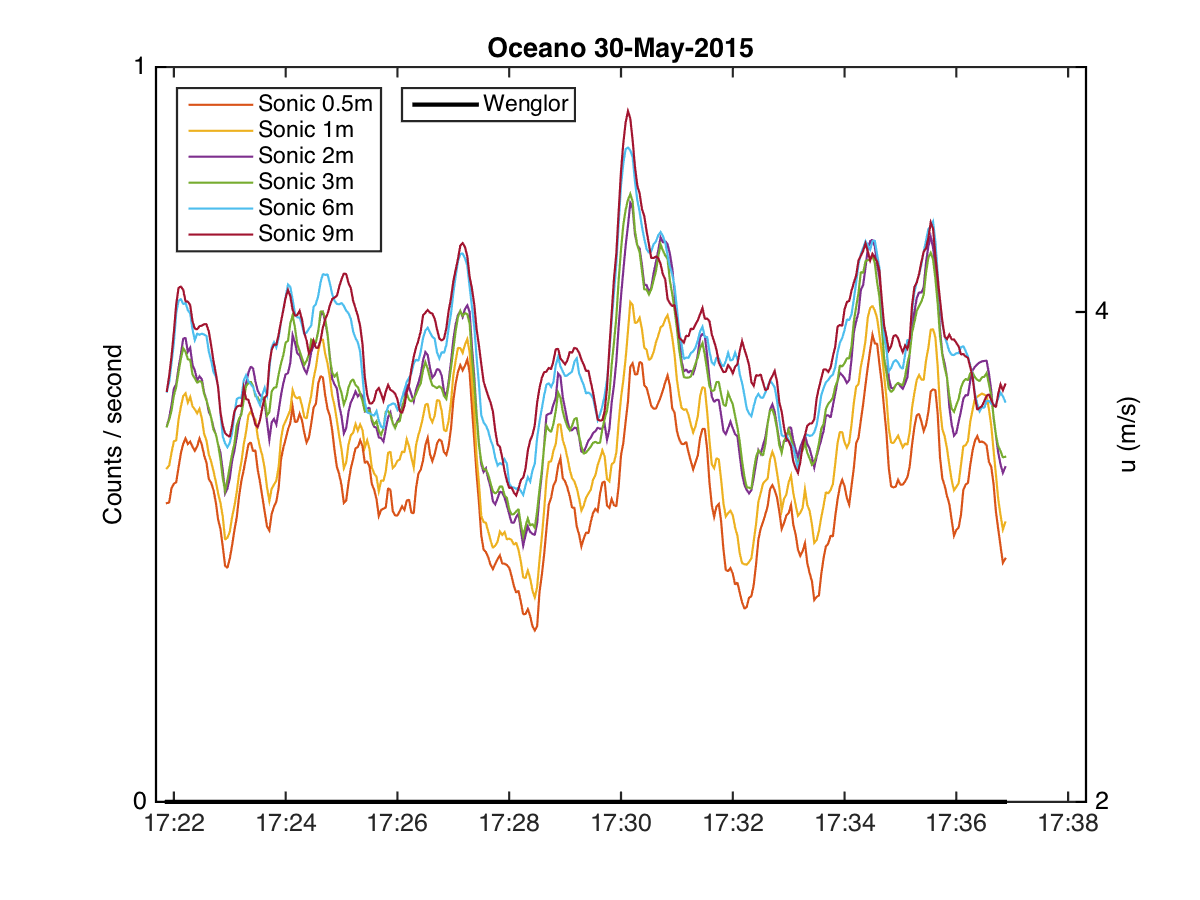 Oceano 30-May-2015
1
Sonic 0.5m
Sonic 1m
Sonic 2m
Sonic 3m
Sonic 6m
Sonic 9m
Wenglor
Counts / second
4
u (m/s)
0
2
17:22 17:24 17:26 17:28 17:30 17:32 17:34 17:36 17:38